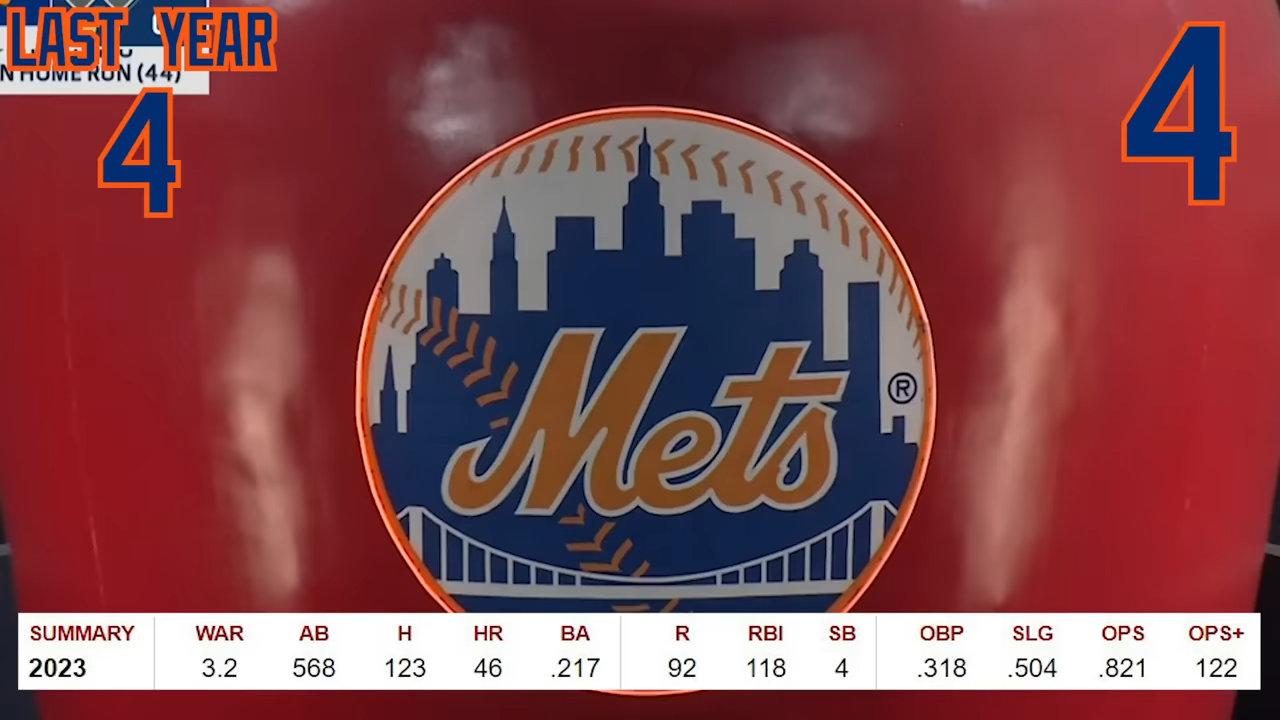 LAST YEAR
N HOME RUN (44)
4
4
Mets
®
SUMMARY WAR AB H HR BA R RBI SB OBP SLG OPS OPS+
2023 3.2 568 123 46 .217 92 118 4 .318 .504 .821 122